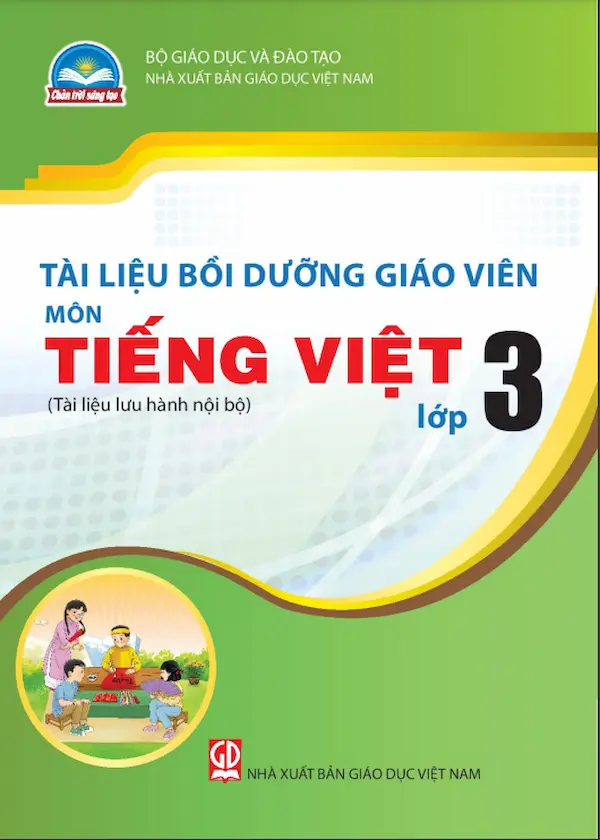 BỘ GIÁO DỤC VÀ ĐÀO TẠO
NHÀ XUẤT BẢN GIÁO DỤC VIỆT NAM
Chân trời sáng tạo
TÀI LIỆU BỒI DƯỠNG GIÁO VIÊN
MÔN
TIẾNG VIỆT
lớp 3
(Tài liệu lưu hành nội bộ)
NHÀ XUẤT BẢN GIÁO DỤC VIỆT NAM